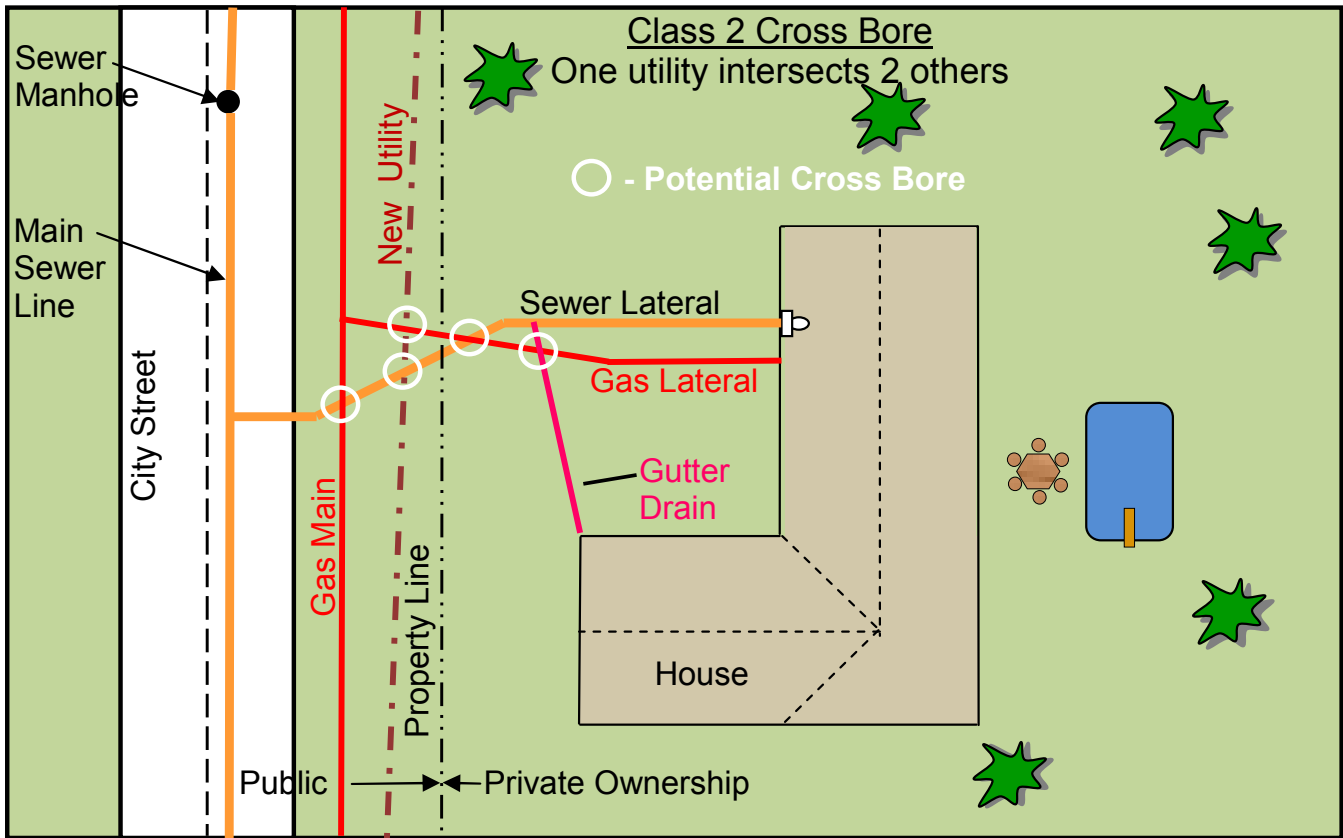 Class 2 Cross Bore
One utility intersects 2 others
Sewer
Manhole
New Utility
- Potential Cross Bore
Main
Sewer
Line
Sewer Lateral
Gas Lateral
City Street
Gutter
Drain
Gas Main
Property Line
House
Public
Private Ownership